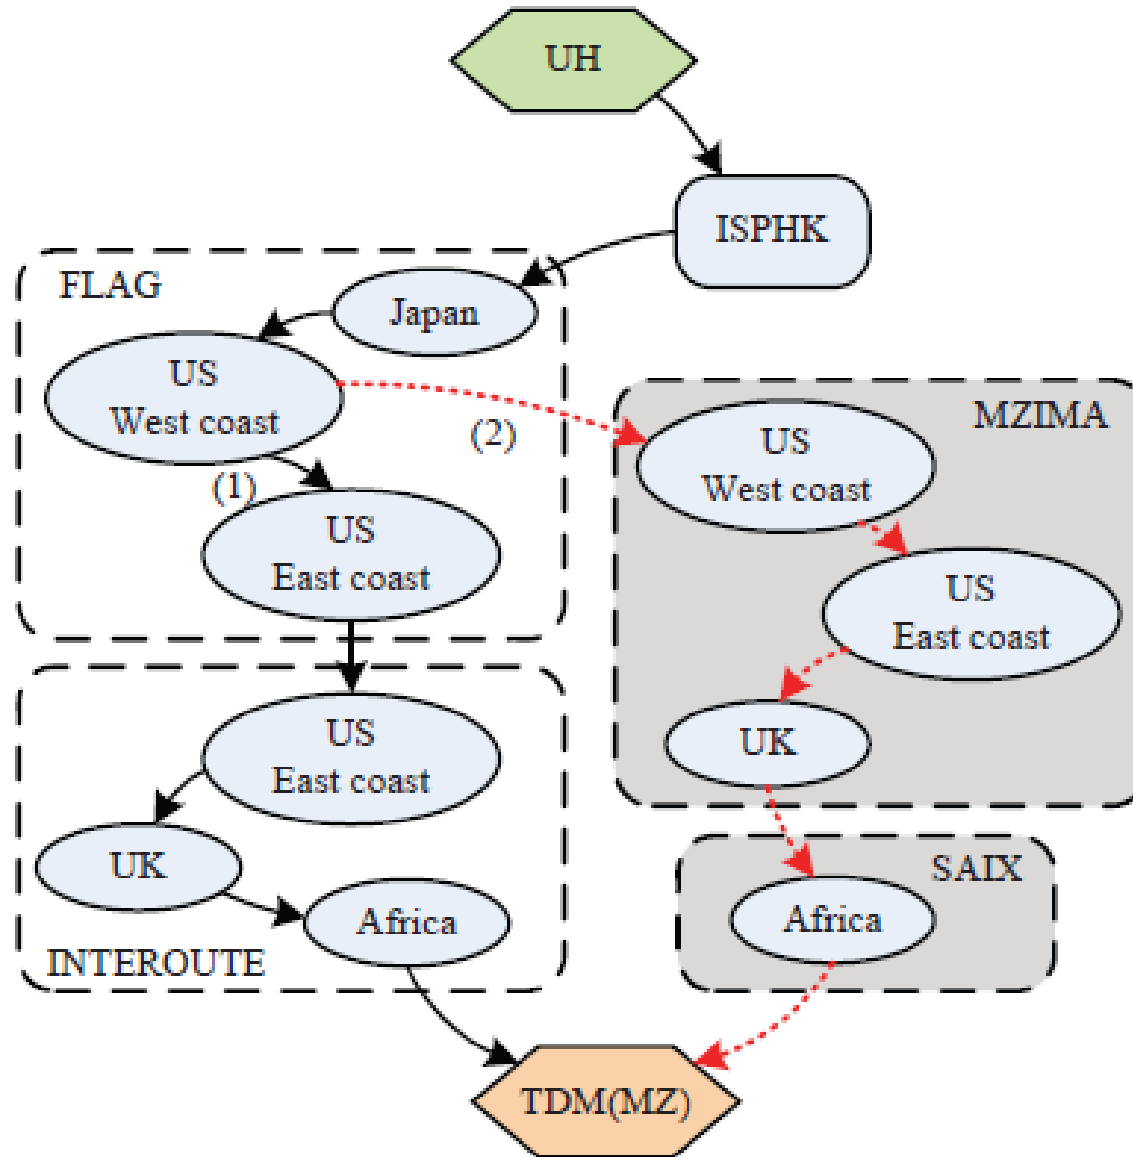 UH
ISPHK
FLAG
Japan
US
West coast
(2)
MZIMA
US
West coast
(1)
US
East coast
US
East coast
US
East coast
UK
UK
SAIX
Africa
Africa
INTEROUTE
TDM(MZ)